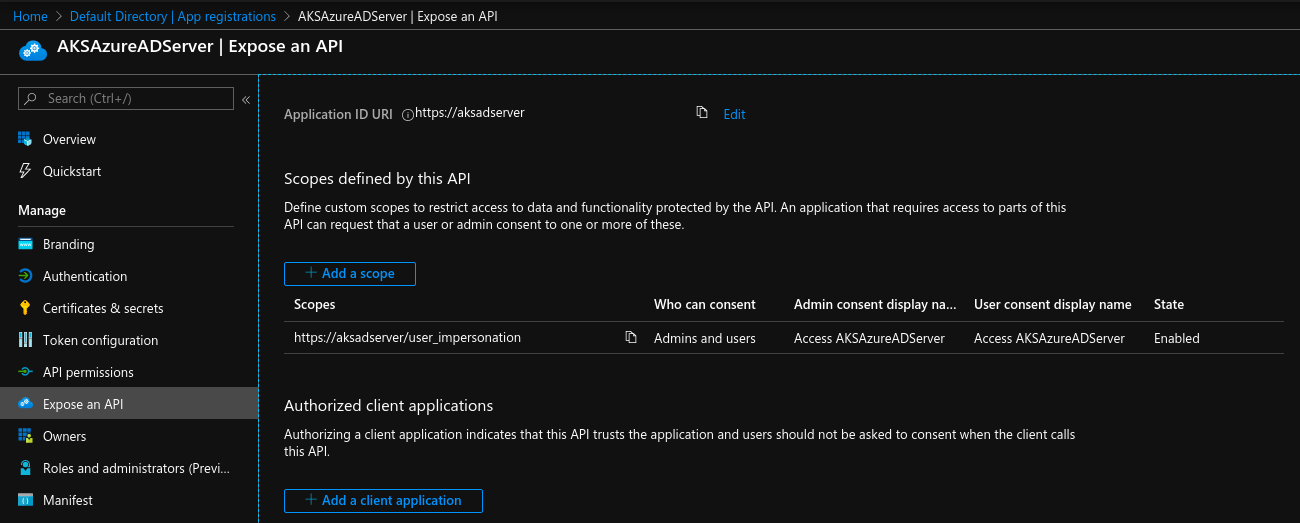 Home > Default Directory | App registrations > AKSAzureADServer | Expose an API
AKSAzureADServer | Expose an API
Search (Ctrl+/)
«
Overview
Quickstart
Manage
Branding
Authentication
Certificates & secrets
Token configuration
API permissions
Expose an API
Owners
Roles and administrators (Previ...
Manifest
Application ID URI https://aksadserver Edit
Scopes defined by this API
Define custom scopes to restrict access to data and functionality protected by the API. An application that requires access to parts of this
API can request that a user or admin consent to one or more of these.
+ Add a scope
Scopes Who can consent Admin consent display na... User consent display name State
https://aksadserver/user_impersonation Admins and users Access AKSAzureADServer Access AKSAzureADServer Enabled
Authorized client applications
Authorizing a client application indicates that this API trusts the application and users should not be asked to consent when the client calls
this API.
+ Add a client application